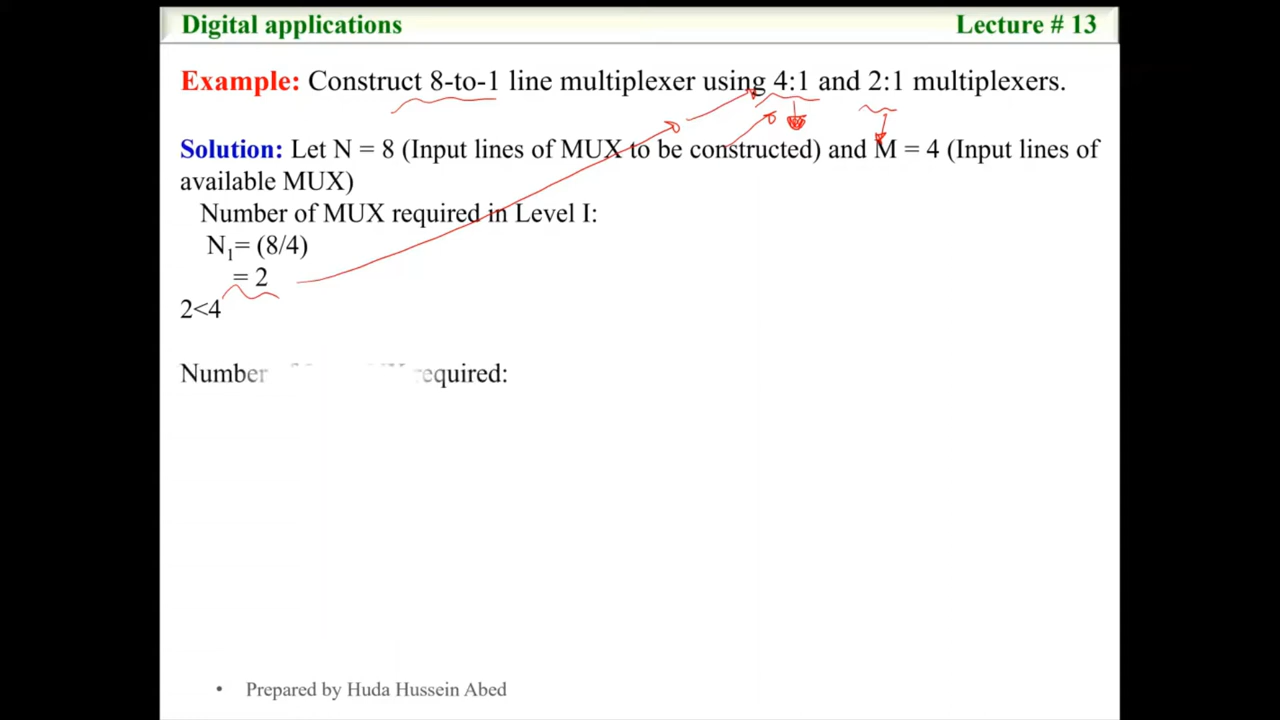 Digital applications Lecture # 13
Example: Construct 8-to-1 line multiplexer using 4:1 and 2:1 multiplexers.
Solution: Let N = 8 (Input lines of MUX to be constructed) and M = 4 (Input lines of
available MUX)
Number of MUX required in Level I:
N1= (8/4)
= 2
2<4
Number required:
• Prepared by Huda Hussein Abed